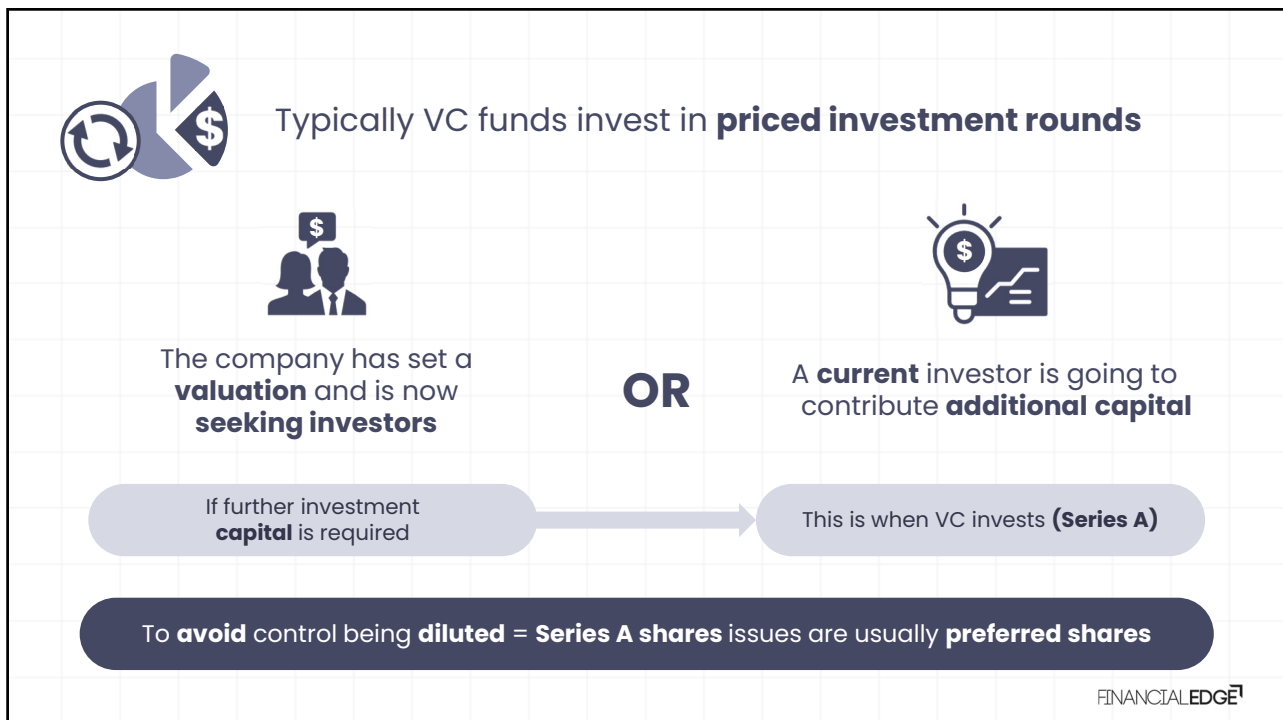 Typically VC funds invest in priced investment rounds
$
$
$
The company has set a
valuation and is now
seeking investors
OR
A current investor is going to
contribute additional capital
If further investment
capital is required
This is when VC invests (Series A)
To avoid control being diluted = Series A shares issues are usually preferred shares
FINANCIALEDGE